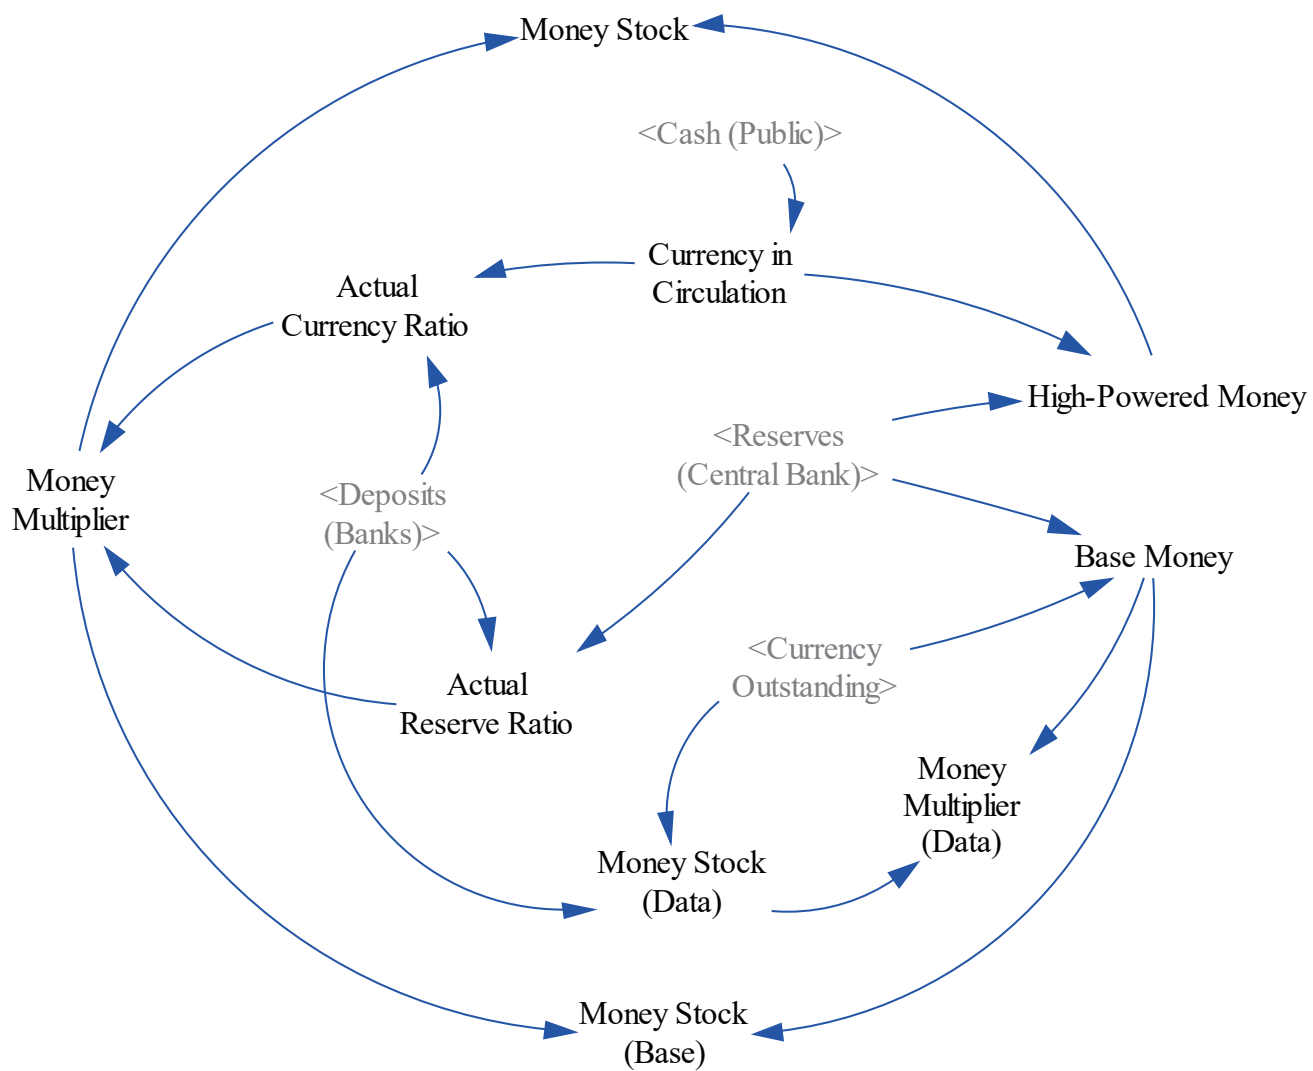 Money Stock
<Cash (Public)>
Currency in
Circulation
Actual
Currency Ratio
High-Powered Money
<Reserves
(Central Bank)>
Money
Multiplier
<Deposits
(Banks)>
Base Money
<Currency
Outstanding>
Actual
Reserve Ratio
Money
Multiplier
(Data)
Money Stock
(Data)
Money Stock
(Base)